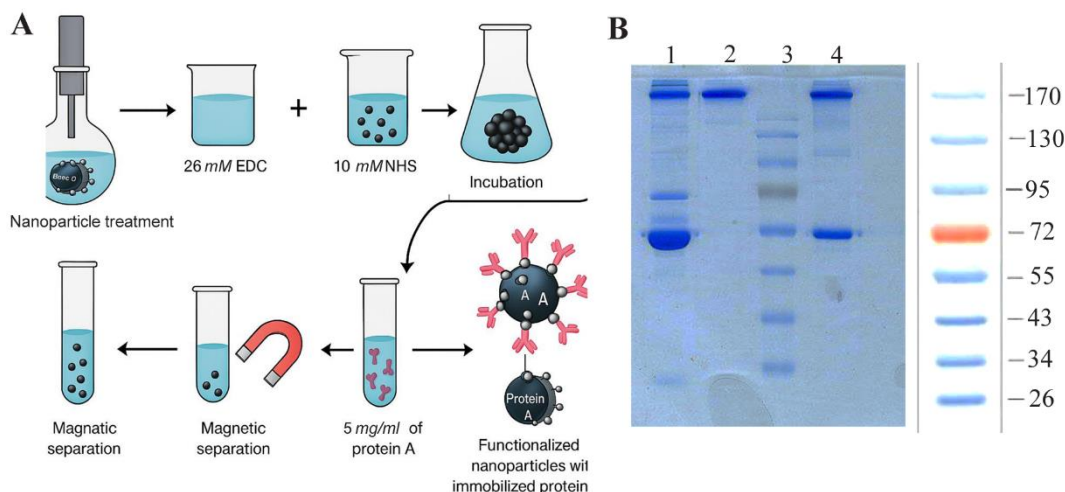 A
Nanoparticle treatment
26 mM EDC
+
10 mM NHS
Incubation
Magnatic
separation
Magnetic
separation
5 mg/ml of
protein A
A
A
Protein
A
Functionalized
nanoparticles wit
immobilized protein
B
1 2 3 4
170
130
95
72
55
43
34
26